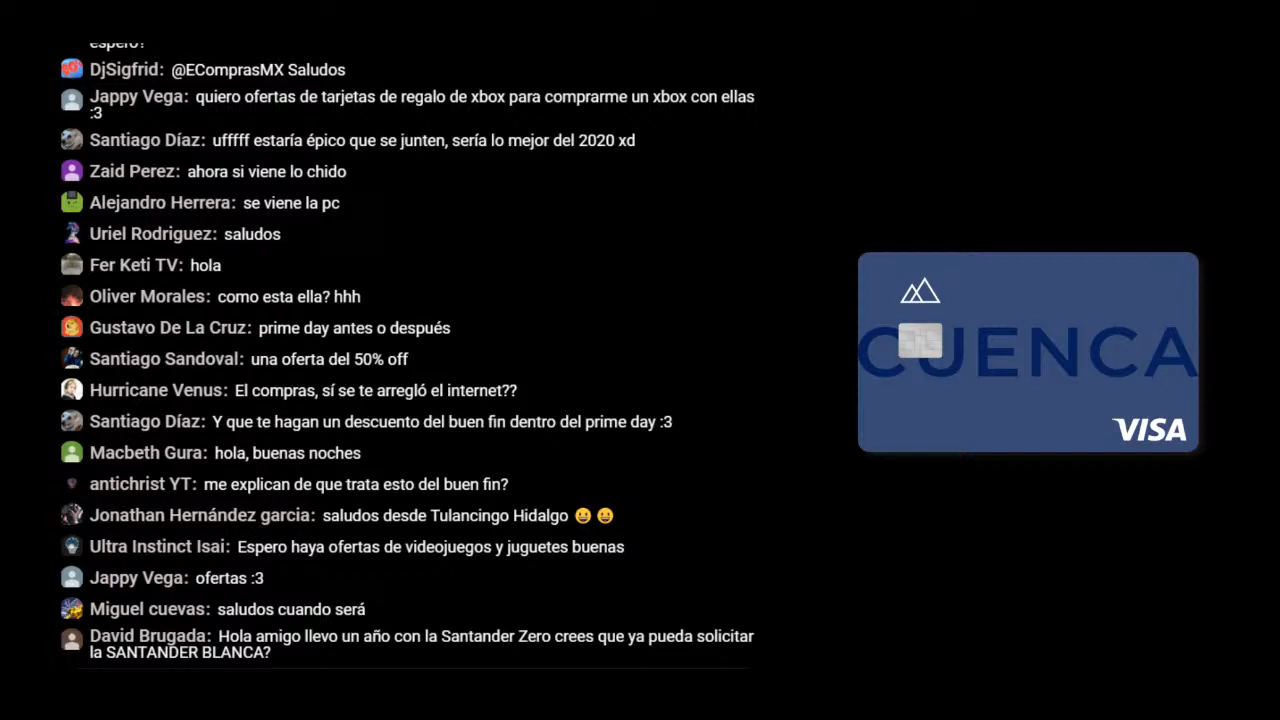 espero?
DjSigfrid: @EComprasMX Saludos
Jappy Vega: quiero ofertas de tarjetas de regalo de xbox para comprarme un xbox con ellas
:3
Santiago Díaz: ufffff estaría épico que se junten, sería lo mejor del 2020 xd
Zaid Perez: ahora si viene lo chido
Alejandro Herrera: se viene la pc
Uriel Rodriguez: saludos
Fer Keti TV: hola
Oliver Morales: como esta ella? hhh
Gustavo De La Cruz: prime day antes o después
Santiago Sandoval: una oferta del 50% off
Hurricane Venus: El compras, sí se te arregló el internet??
Santiago Díaz: Y que te hagan un descuento del buen fin dentro del prime day :3
Macbeth Gura: hola, buenas noches
antichrist YT: me explican de que trata esto del buen fin?
Jonathan Hernández garcia: saludos desde Tulancingo Hidalgo 😀 😀
Ultra Instinct Isai: Espero haya ofertas de videojuegos y juguetes buenas
Jappy Vega: ofertas :3
Miguel cuevas: saludos cuando será
David Brugada: Hola amigo llevo un año con la Santander Zero crees que ya pueda solicitar
la SANTANDER BLANCA?
CUENCA
VISA